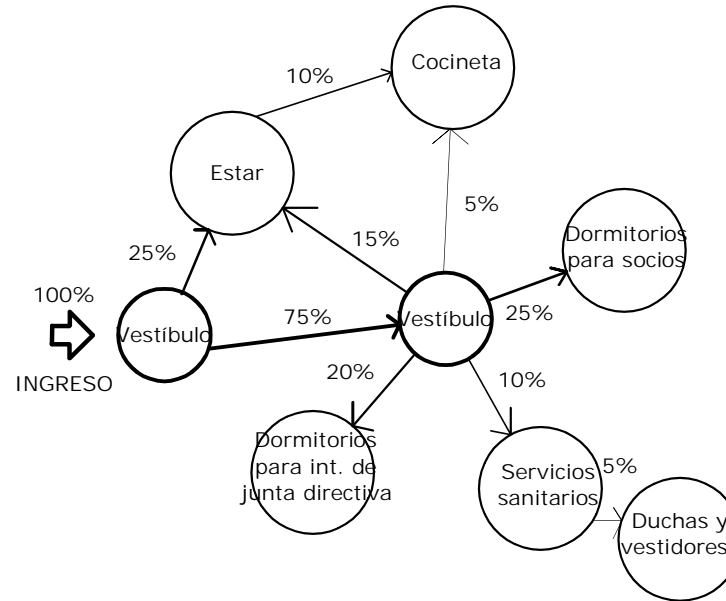 Cocineta
10%
Estar
5%
15%
25%
Dormitorios
para socios
100%
Vestíbulo
75%
Vestíbulo
25%
INGRESO
20%
10%
Dormitorios
para int. de
junta directiva
Servicios
sanitarios
5%
Duchas y
vestidores